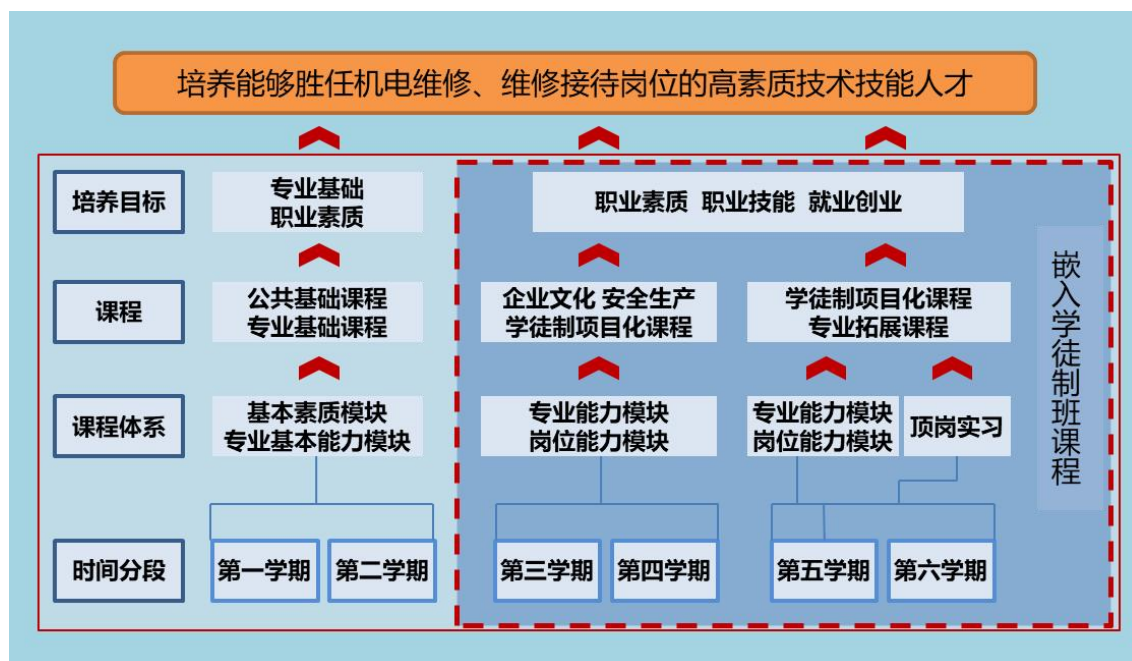 培养能够胜任机电维修、维修接待岗位的高素质技术技能人才
培养目标
专业基础
职业素质
职业素质 职业技能 就业创业
课程
公共基础课程
专业基础课程
企业文化 安全生产
学徒制项目化课程
学徒制项目化课程
专业拓展课程
课程体系
基本素质模块
专业基本能力模块
专业能力模块
岗位能力模块
专业能力模块
岗位能力模块
顶岗实习
时间分段
第一学期
第二学期
第三学期
第四学期
第五学期
第六学期
嵌入学徒制班课程